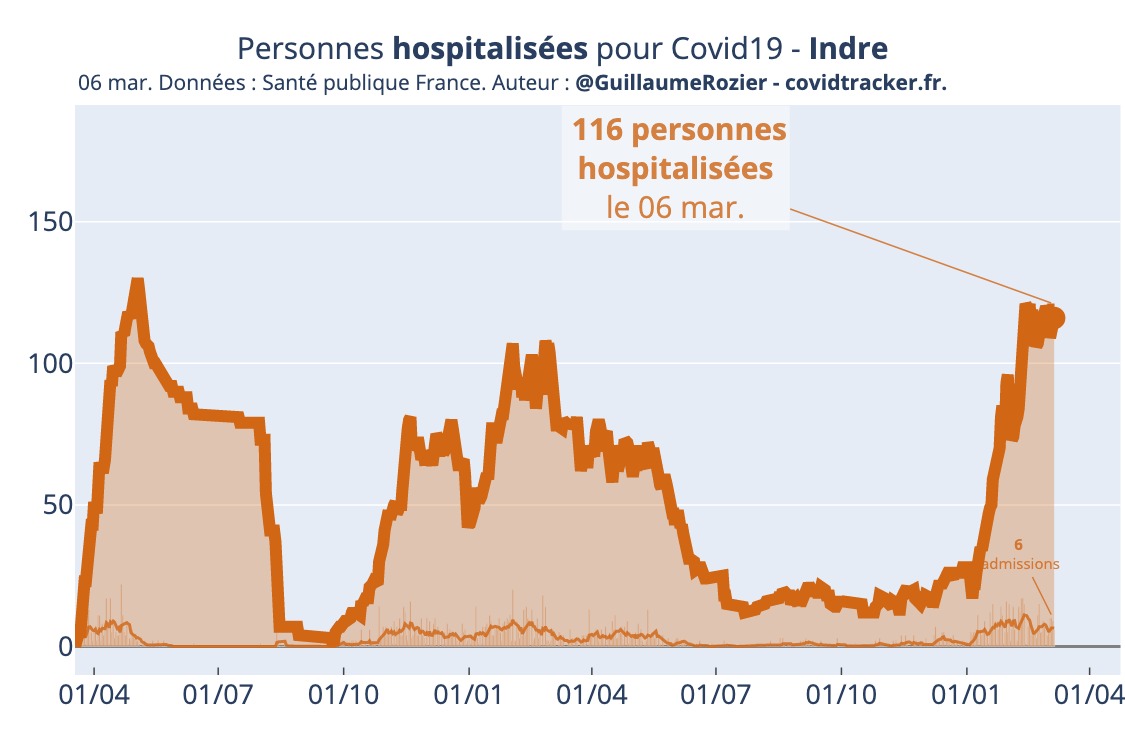 Personnes hospitalisées pour Covid19 - Indre
06 mar. Données : Santé publique France. Auteur : @GuillaumeRozier - covidtracker.fr.
116 personnes
hospitalisées
le 06 mar.
150
100
50
0
6
admissions
01/04 01/07 01/10 01/01 01/04 01/07 01/10 01/01 01/04